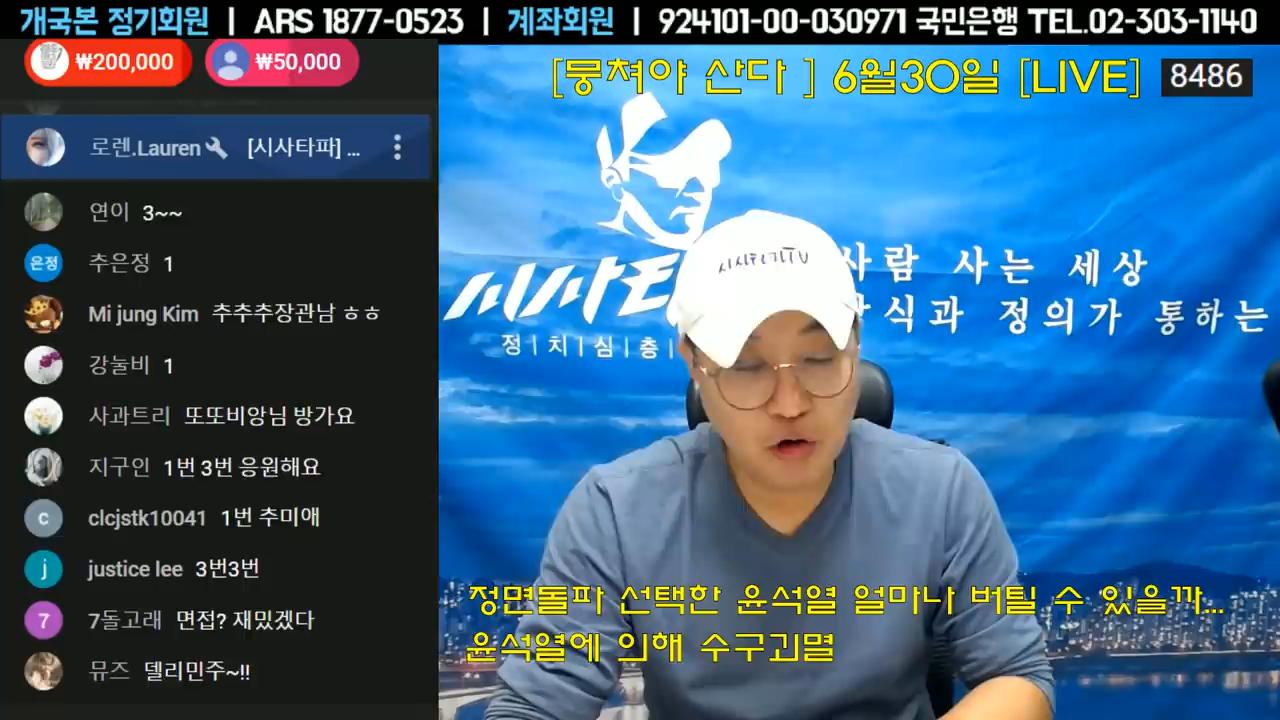 개국본 정기회원 | ARS 1877-0523 | 계좌회원 | 924101-00-030971 국민은행 TEL.02-303-1140
₩200,000 ₩50,000
[뭉쳐야 산다 ] 6월30일 [LIVE] 8486
로렌.Lauren [시사타파] ...
연이 3~~
온정 추은정 1
Mi jung Kim 추추추장관남 ㅎㅎ
강눌비 1
사과트리 또또비앙님 방가요
지구인 1번 3번 응원해요
c clcjstk10041 1번 추미애
j justice lee 3번3번
7 7돌고래 면접? 재밌겠다
뮤즈 델리민주~!!
시사타
정|치|심|층|
시사타파TV
사람 사는 세상
상식과 정의가 통하는
정면돌파 선택한 윤석열 얼마나 버틸 수 있을까...
윤석열에 의해 수구괴멸